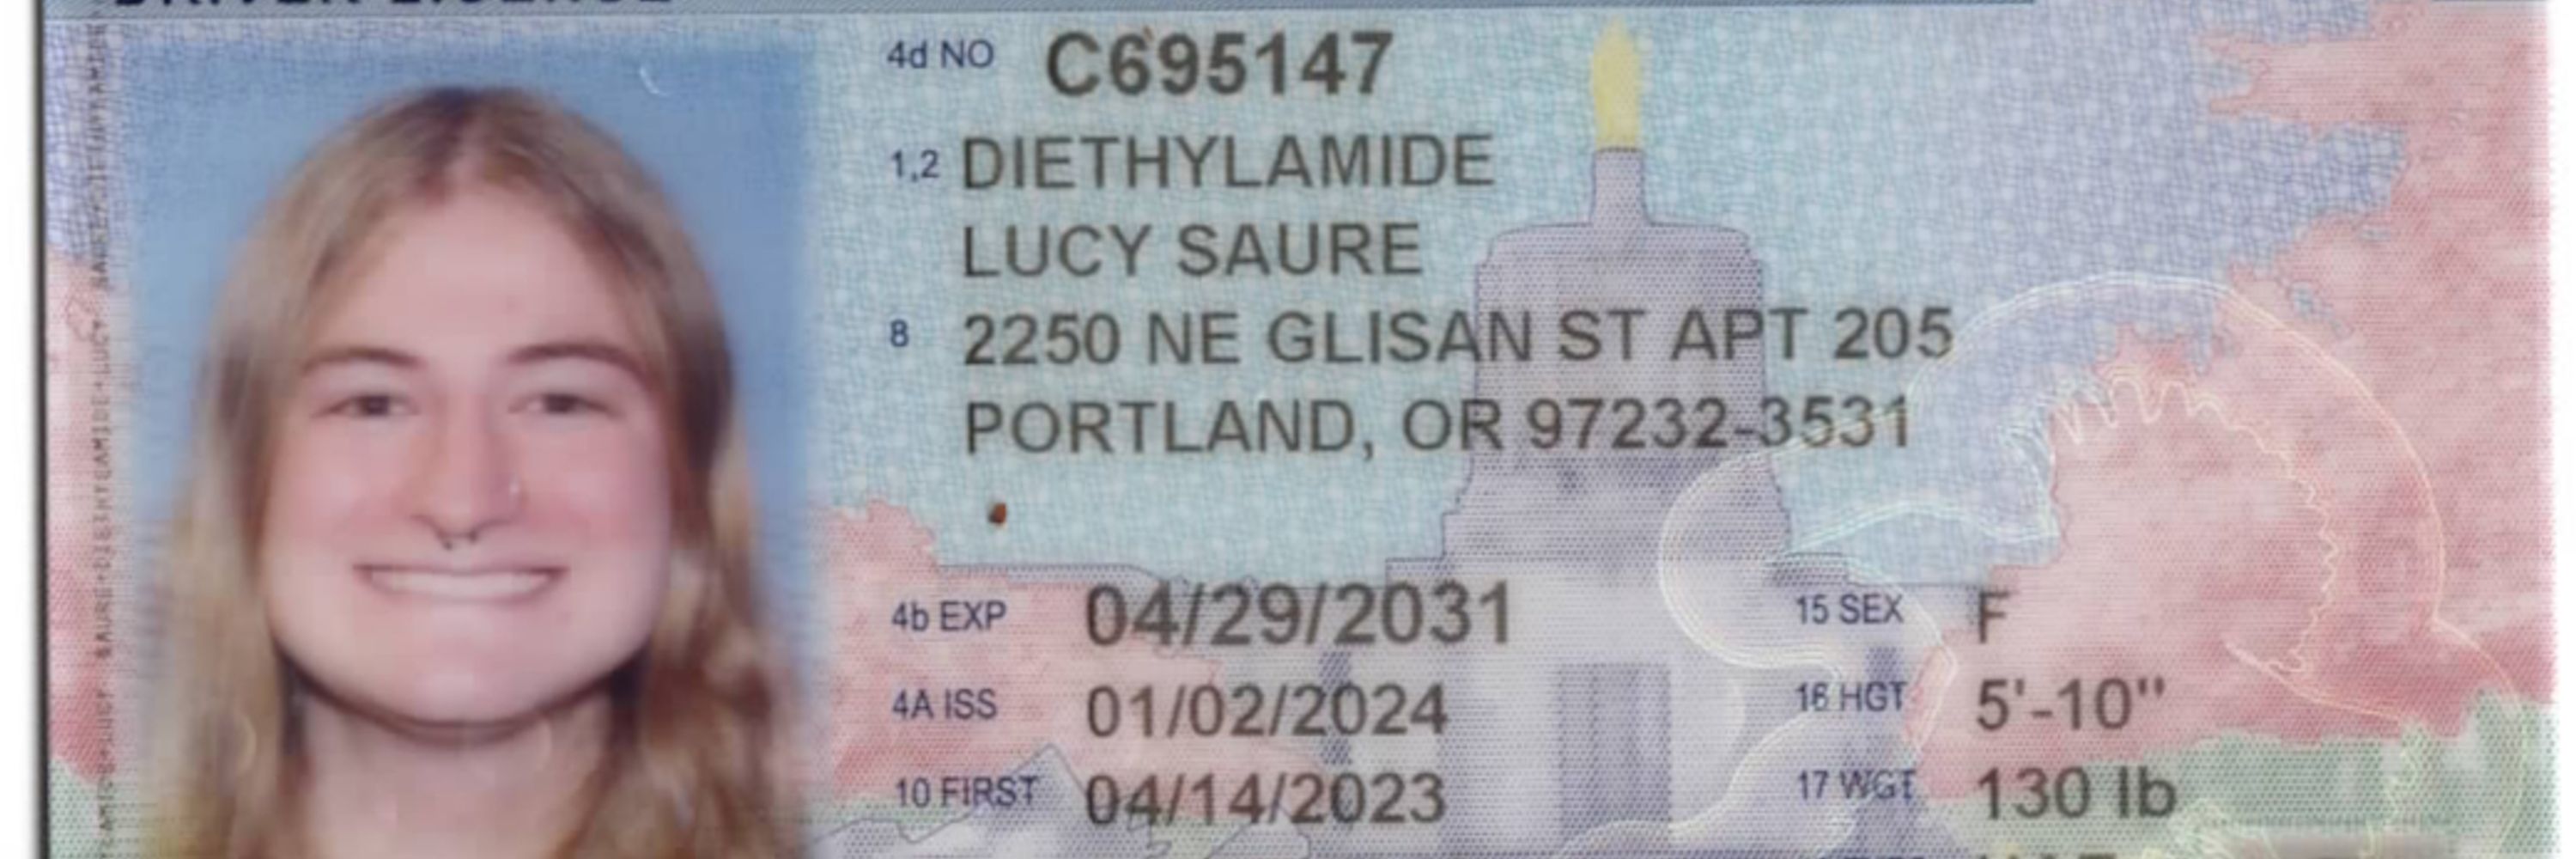 DRIVER LICENSE
4d NO C695147
1,2 DIETHYLAMIDE
LUCY SAURE
8 2250 NE GLISAN ST APT 205
PORTLAND, OR 97232-3531
4b EXP 04/29/2031 15 SEX F
4A ISS 01/02/2024 16 HGT 5'-10"
10 FIRST 04/14/2023 17 WGT 130 lb